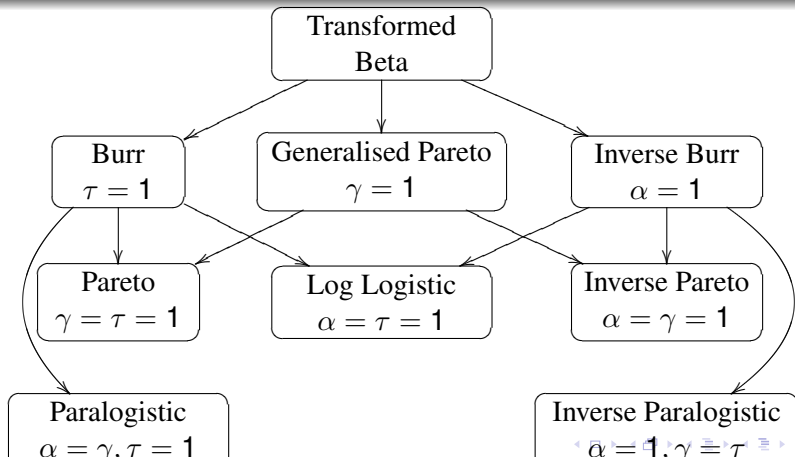 Transformed
Beta
Burr
τ = 1
Generalised Pareto
γ = 1
Inverse Burr
α = 1
Pareto
γ = τ = 1
Log Logistic
α = τ = 1
Inverse Pareto
α = γ = 1
Paralogistic
α = γ, τ = 1
Inverse Paralogistic
α = 1, γ = τ